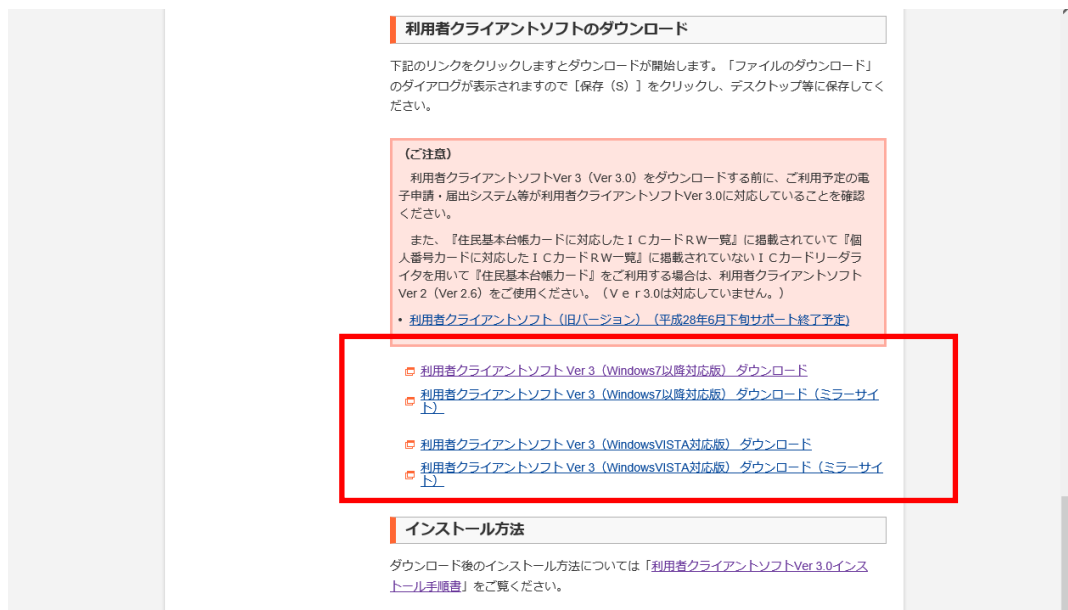 利用者クライアントソフトのダウンロード
下記のリンクをクリックしますとダウンロードが開始します。「ファイルのダウンロード」
のダイアログが表示されますので［保存（S）］をクリックし、デスクトップ等に保存してく
ださい。
（ご注意）
利用者クライアントソフトVer 3（Ver 3.0）をダウンロードする前に、ご利用予定の電
子申請・届出システム等が利用者クライアントソフトVer 3.0に対応していることを確認
ください。
また、『住民基本台帳カードに対応したＩＣカードＲＷ一覧』に掲載されていて『個
人番号カードに対応したＩＣカードＲＷ一覧』に掲載されていないＩＣカードリーダラ
イタを用いて『住民基本台帳カード』をご利用する場合は、利用者クライアントソフト
Ver 2（Ver 2.6）をご使用ください。（Ｖｅｒ3.0は対応していません。）
• 利用者クライアントソフト（旧バージョン）（平成28年6月下旬サポート終了予定)
利用者クライアントソフト Ver 3（Windows7以降対応版） ダウンロード
利用者クライアントソフト Ver 3（Windows7以降対応版） ダウンロード（ミラーサイ
ト）
利用者クライアントソフト Ver 3（WindowsVISTA対応版） ダウンロード
利用者クライアントソフト Ver 3（WindowsVISTA対応版） ダウンロード（ミラーサイ
ト）
インストール方法
ダウンロード後のインストール方法については「利用者クライアントソフトVer 3.0インス
トール手順書」をご覧ください。